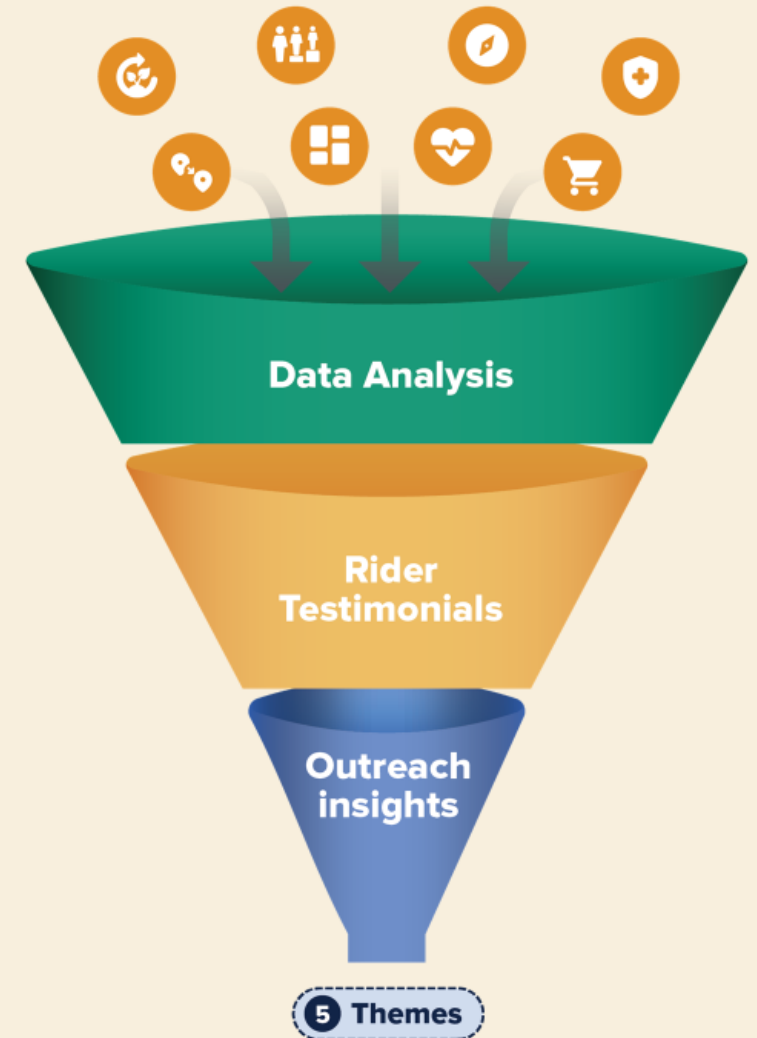 Data Analysis
Rider
Testimonials
Outreach
insights
5 Themes